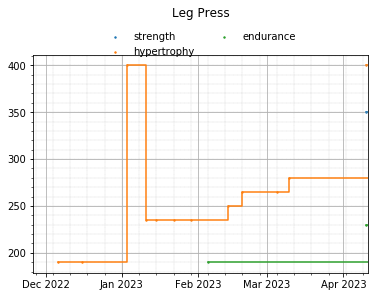 Leg Press
strength
endurance
hypertrophy
400
350
300
250
200
Dec 2022
Jan 2023
Feb 2023
Mar 2023
Apr 2023